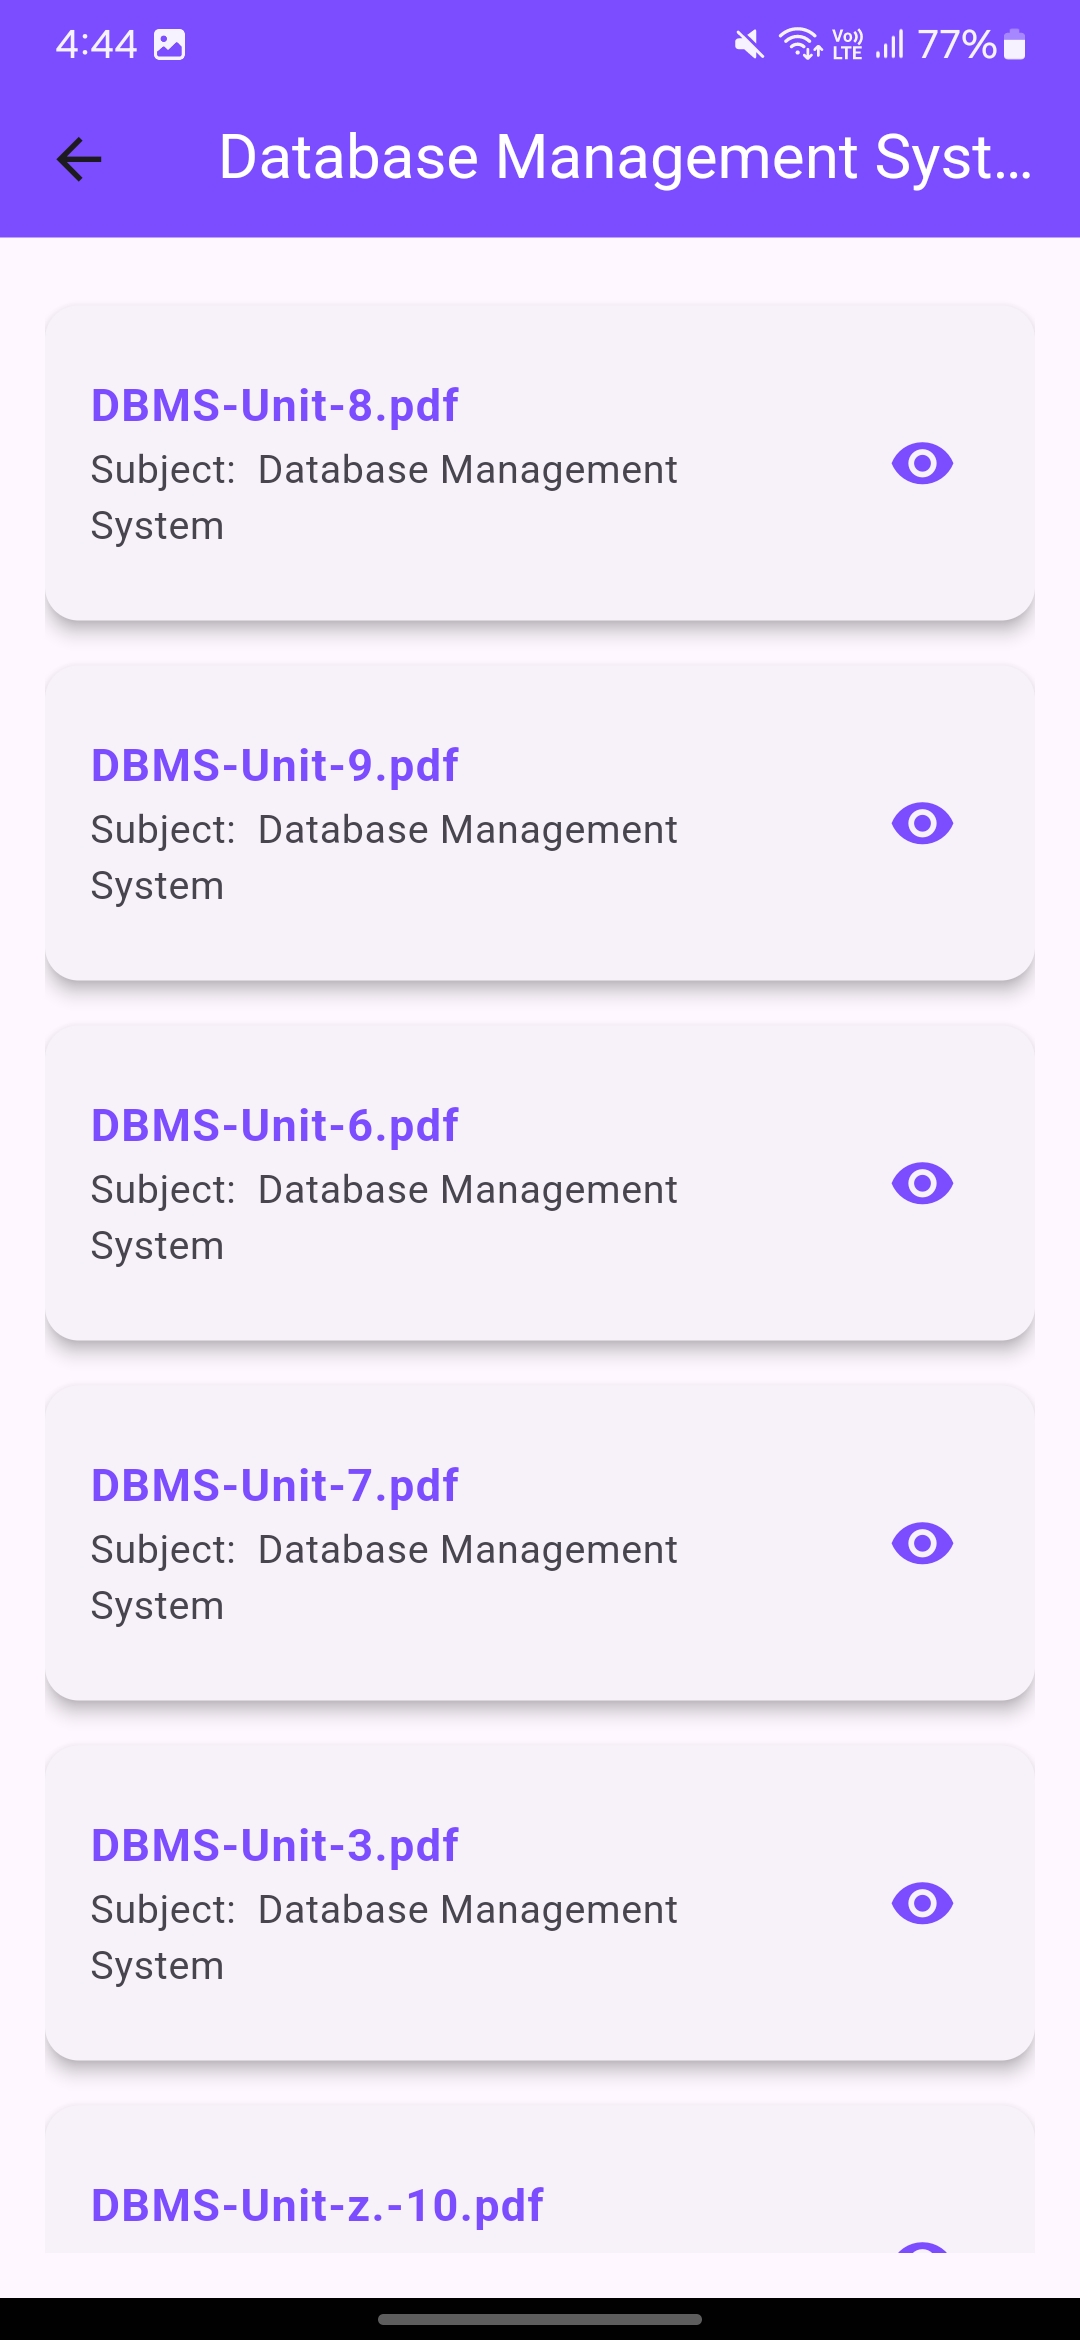 4:44
Vo)) LTE 77%
Database Management Syst...
DBMS-Unit-8.pdf
Subject:  Database Management
System
DBMS-Unit-9.pdf
Subject:  Database Management
System
DBMS-Unit-6.pdf
Subject:  Database Management
System
DBMS-Unit-7.pdf
Subject:  Database Management
System
DBMS-Unit-3.pdf
Subject:  Database Management
System
DBMS-Unit-z.-10.pdf